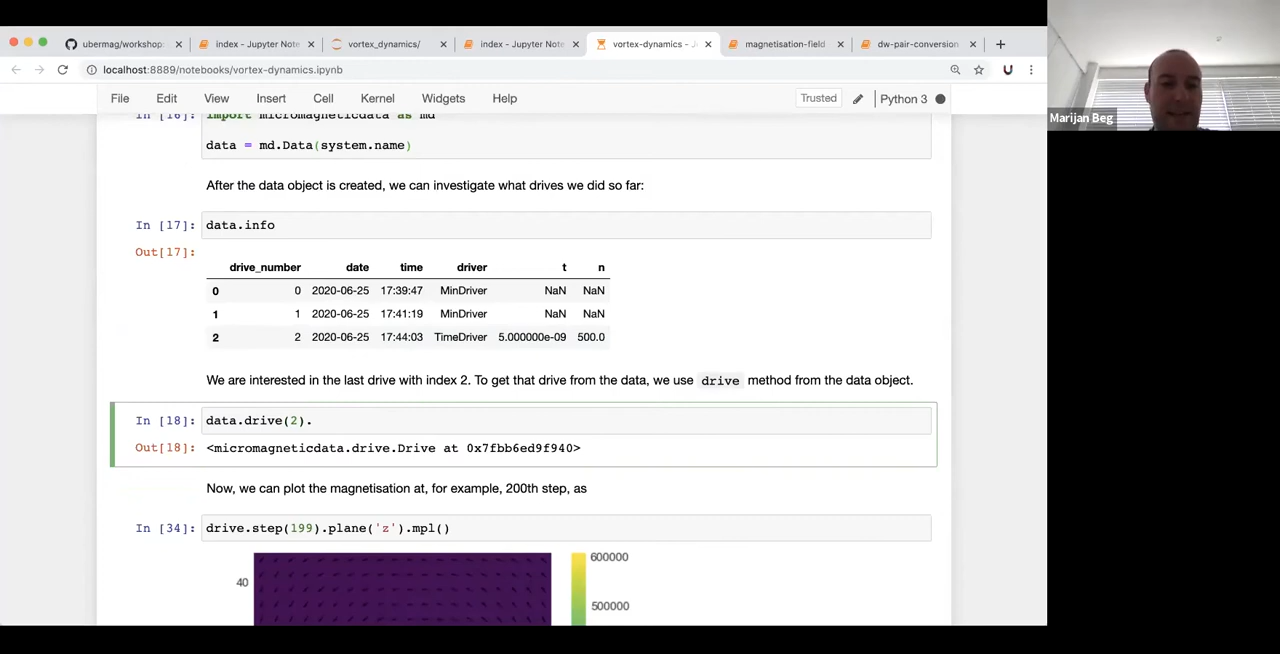 ubermag/workshop
index - Jupyter Note
vortex_dynamics/
index - Jupyter Note
vortex-dynamics - J
magnetisation-field
dw-pair-conversion
localhost:8889/notebooks/vortex-dynamics.ipynb
File Edit View Insert Cell Kernel Widgets Help
Trusted
Python 3
Marijan Beg
In [16]: import micromagneticdata as md
data = md.Data(system.name)
After the data object is created, we can investigate what drives we did so far:
In [17]: data.info
Out[17]:
drive_number date time driver t n
0 0 2020-06-25 17:39:47 MinDriver NaN NaN
1 1 2020-06-25 17:41:19 MinDriver NaN NaN
2 2 2020-06-25 17:44:03 TimeDriver 5.000000e-09 500.0
We are interested in the last drive with index 2. To get that drive from the data, we use drive method from the data object.
In [18]: data.drive(2).
Out[18]: <micromagneticdata.drive.Drive at 0x7fbb6ed9f940>
Now, we can plot the magnetisation at, for example, 200th step, as
In [34]: drive.step(199).plane('z').mpl()
600000
40
500000